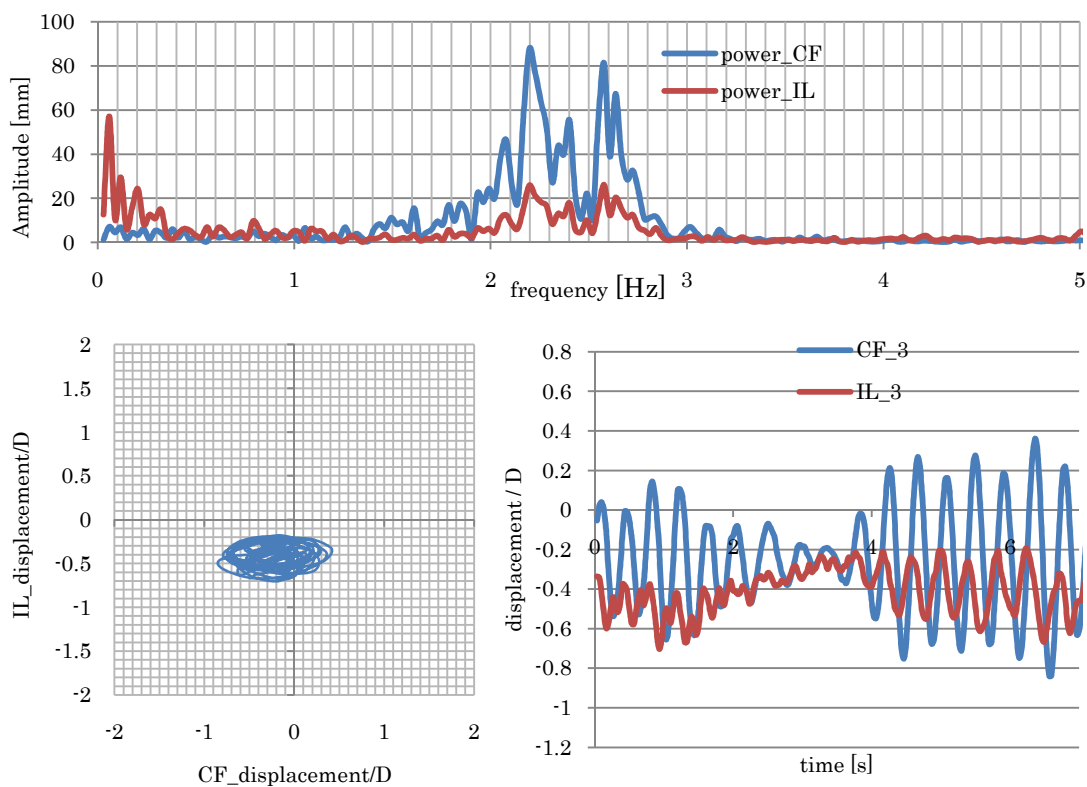 100
80
60
40
20
0
Amplitude [mm]
power_CF
power_IL
0 1 2 3 4 5
frequency [Hz]
2
1.5
1
0.5
0
-0.5
-1
-1.5
-2
IL_displacement/D
-2 -1 0 1 2
CF_displacement/D
0.8
0.6
0.4
0.2
0
-0.2
-0.4
-0.6
-0.8
-1
-1.2
displacement / D
CF_3
IL_3
0 2 4 6
time [s]